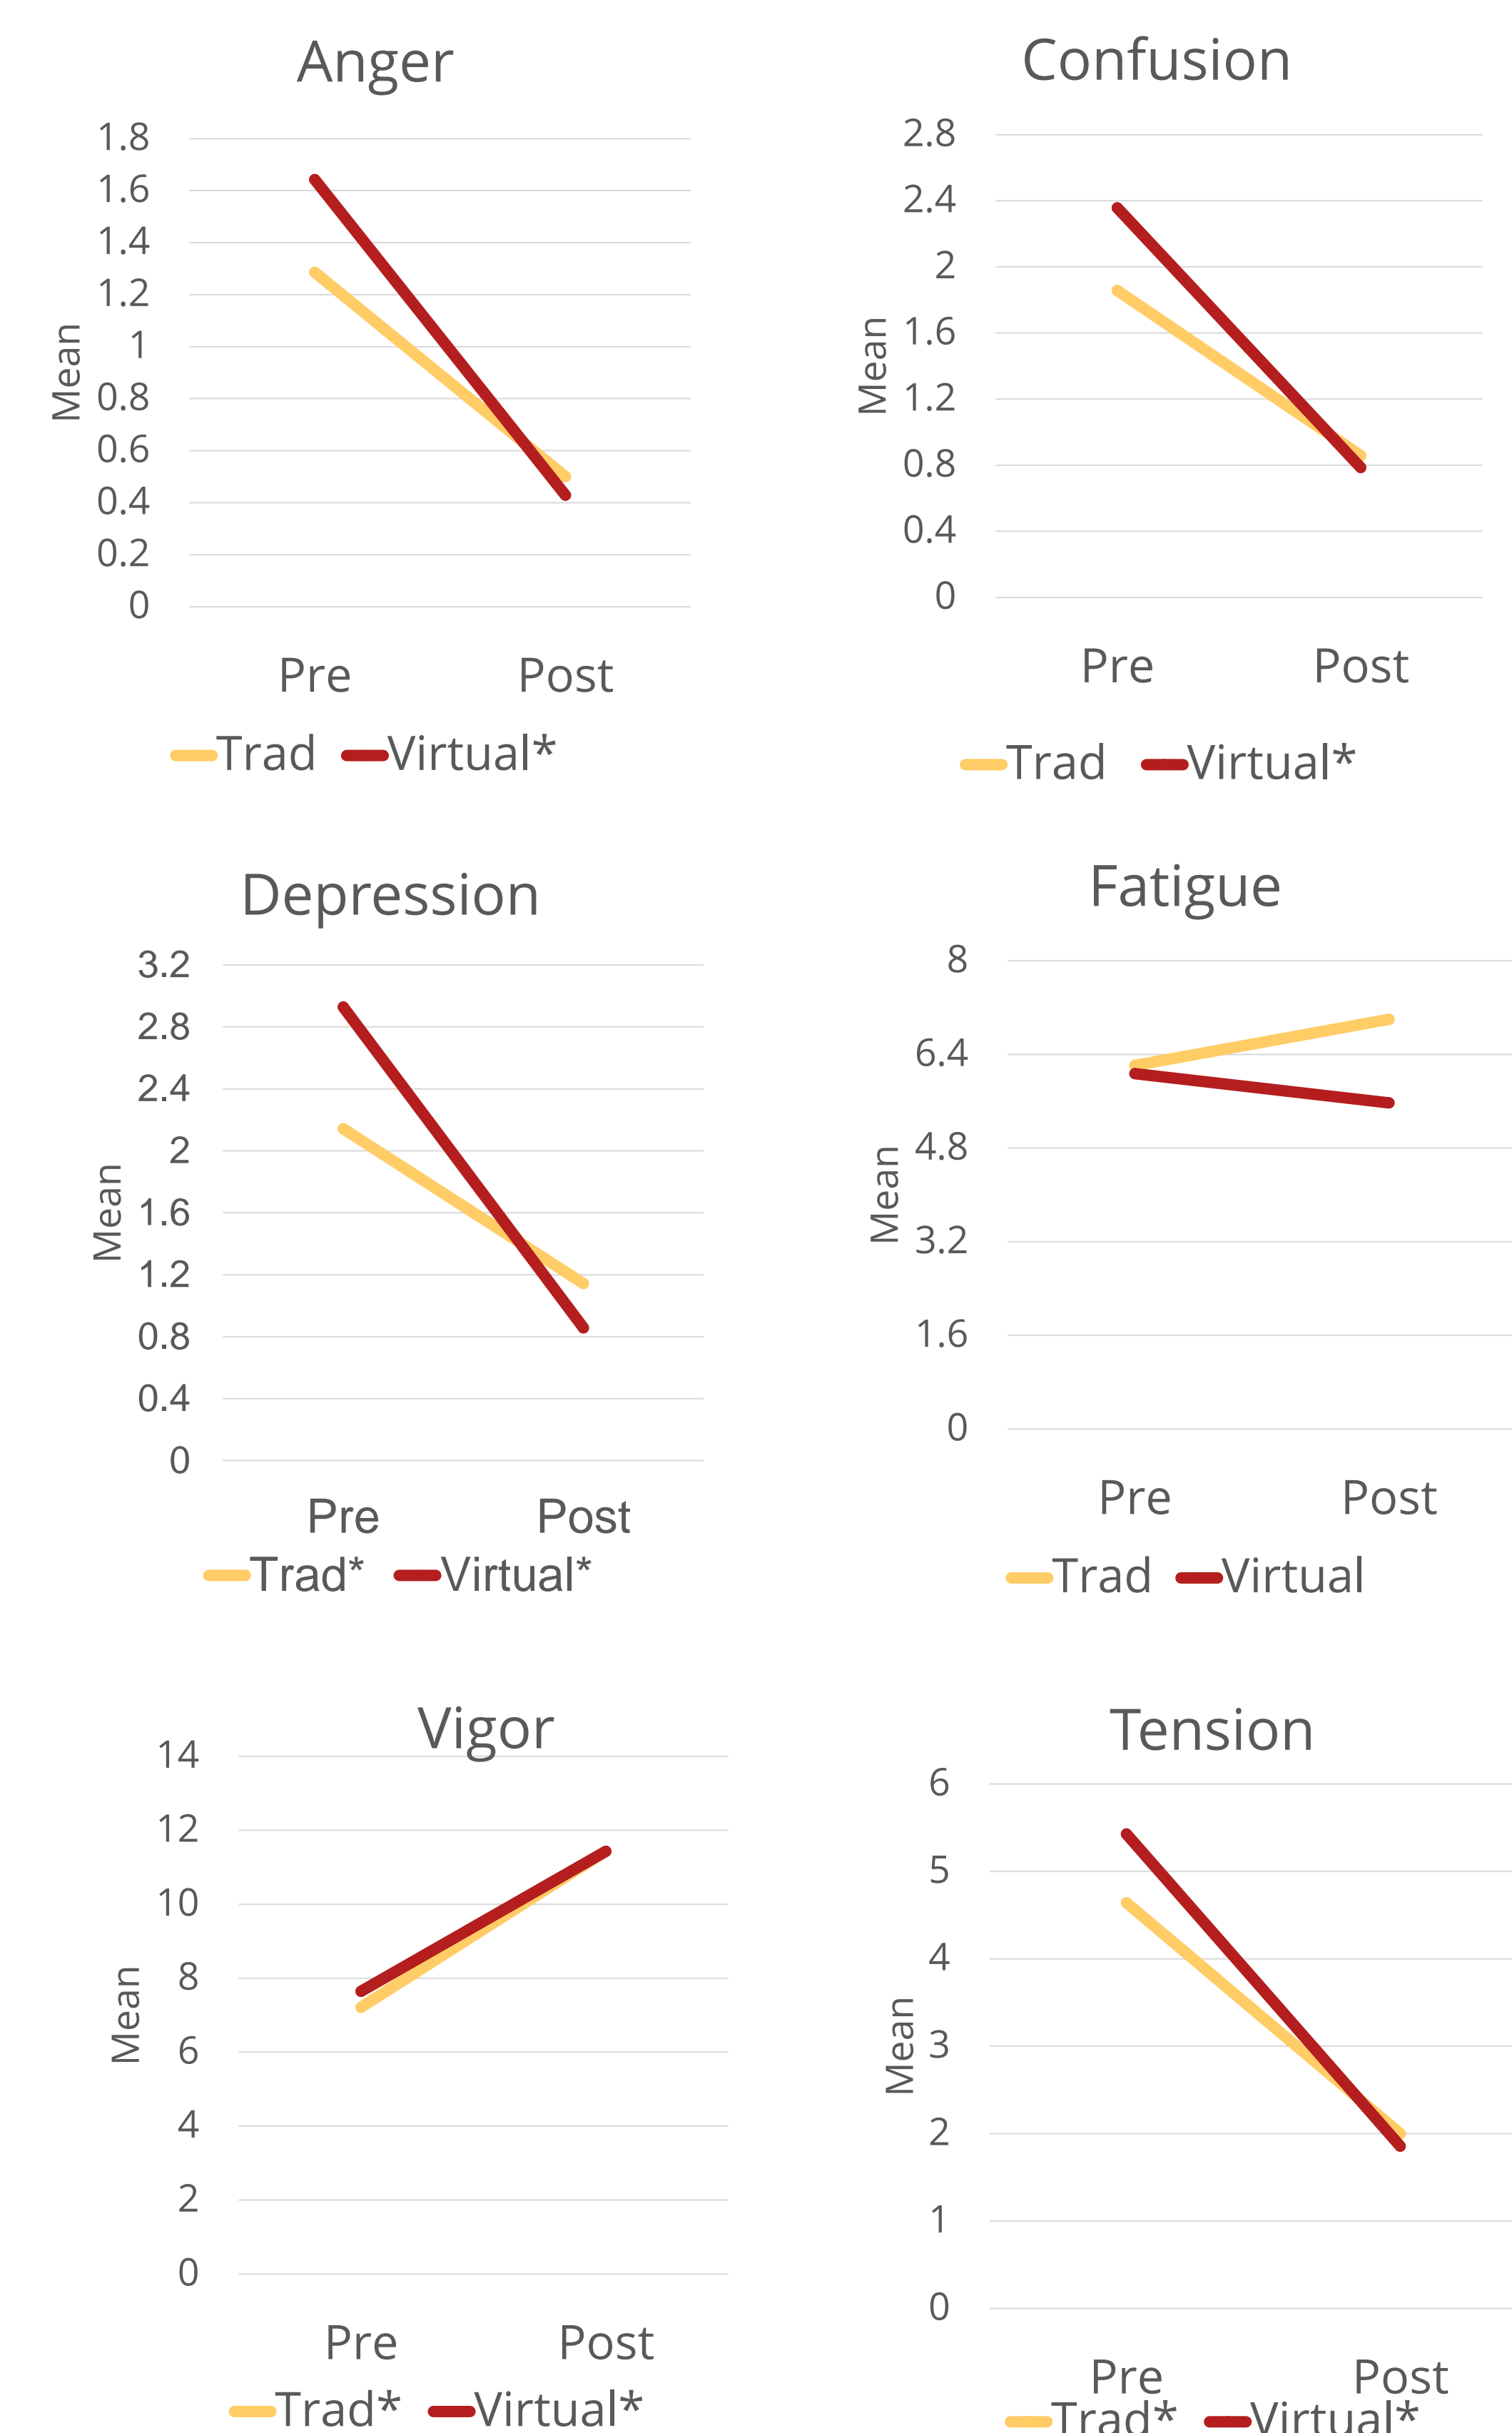 Anger
1.8
1.6
1.4
1.2
1
0.8
0.6
0.4
0.2
0
Mean
Pre Post
Trad Virtual*
Confusion
2.8
2.4
2
1.6
1.2
0.8
0.4
0
Mean
Pre Post
Trad Virtual*
Depression
3.2
2.8
2.4
2
1.6
1.2
0.8
0.4
0
Mean
Pre Post
Trad* Virtual*
Fatigue
8
6.4
4.8
3.2
1.6
0
Mean
Pre Post
Trad Virtual
Vigor
14
12
10
8
6
4
2
0
Mean
Pre Post
Trad* Virtual*
Tension
6
5
4
3
2
1
0
Mean
Pre Post
Trad* Virtual*